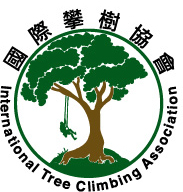 國際攀樹協會
International Tree Climbing Association